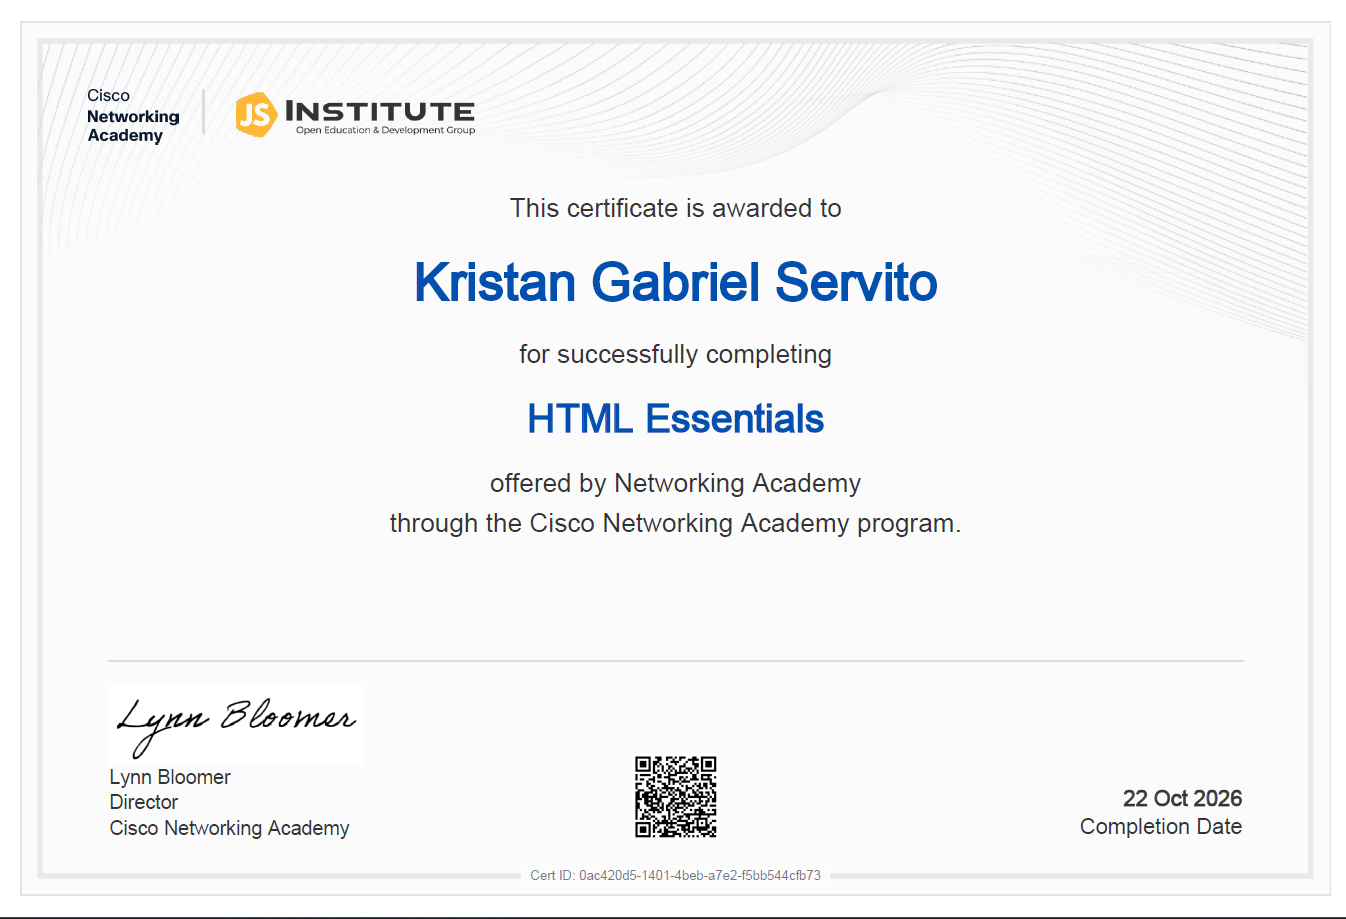 Cisco
Networking
Academy
JS INSTITUTE
Open Education & Development Group
This certificate is awarded to
Kristan Gabriel Servito
for successfully completing
HTML Essentials
offered by Networking Academy
through the Cisco Networking Academy program.
Lynn Bloomer
Lynn Bloomer
Director
Cisco Networking Academy
22 Oct 2026
Completion Date
Cert ID: 0ac420d5-1401-4beb-a7e2-f5bb544cfb73